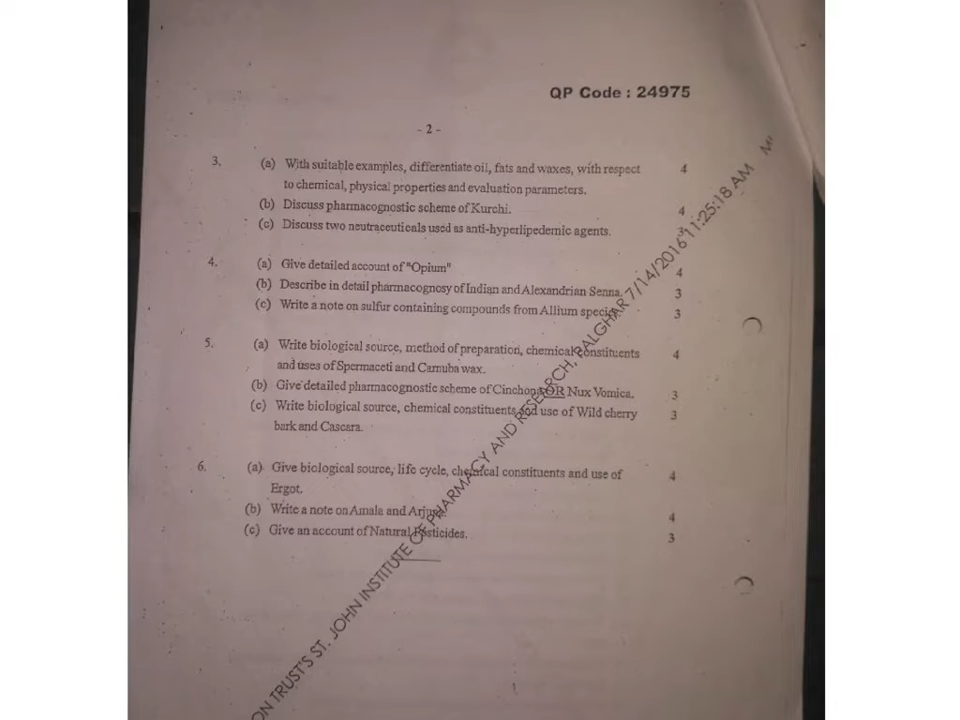 QP Code : 24975
- 2 -
3. (a) With suitable examples, differentiate oil, fats and waxes, with respect 4
to chemical, physical properties and evaluation parameters.
(b) Discuss pharmacognostic scheme of Kurchi. 4
(c) Discuss two neutraceuticals used as anti-hyperlipedemic agents. 3
4. (a) Give detailed account of "Opium" 4
(b) Describe in detail pharmacognosy of Indian and Alexandrian Senna. 3
(c) Write a note on sulfur containing compounds from Allium species. 3
5. (a) Write biological source, method of preparation, chemical constituents 4
and uses of Spermaceti and Carnuba wax.
(b) Give detailed pharmacognostic scheme of Cinchona OR Nux Vomica. 3
(c) Write biological source, chemical constituents and use of Wild cherry 3
bark and Cascara.
6. (a) Give biological source, life cycle, chemical constituents and use of 4
Ergot.
(b) Write a note on Amala and Arjuna. 4
(c) Give an account of Natural Pesticides. 3
ON TRUST'S ST. JOHN INSTITUTE OF PHARMACY AND RESEARCH, PALGHAR 7/14/2016 11:25:18 AM